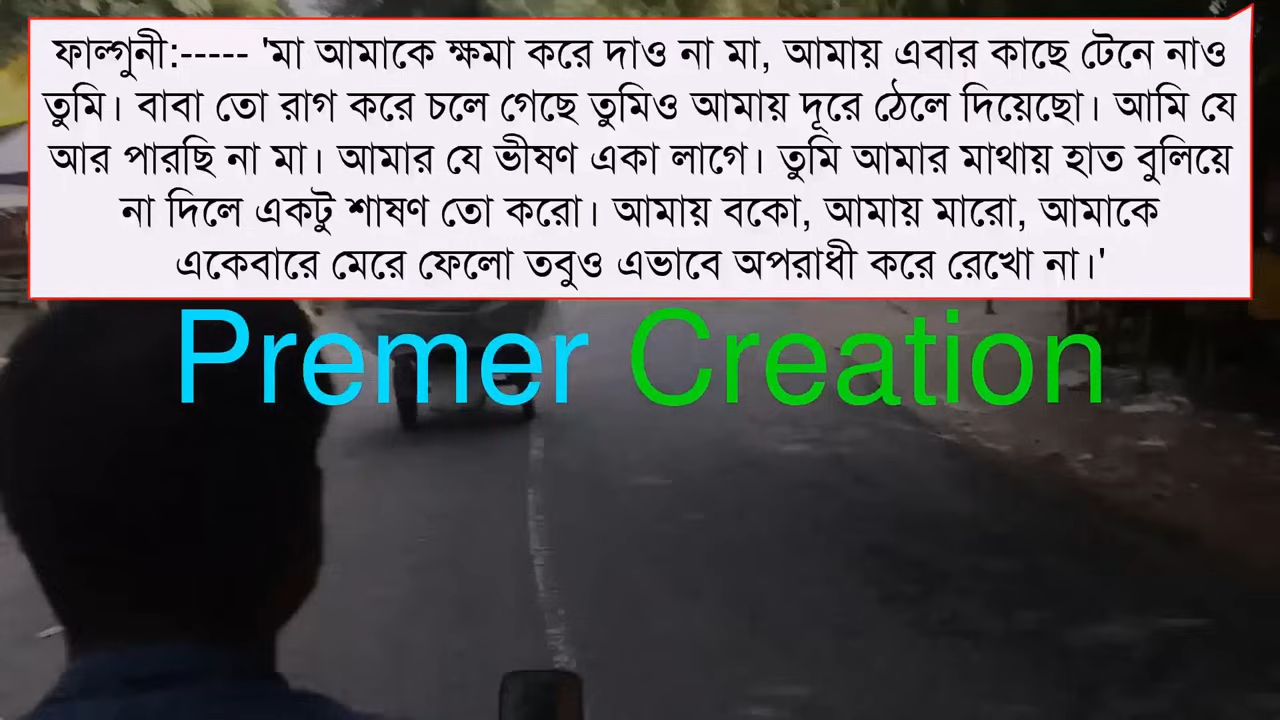 ফাল্গুনী:----- 'মা আমাকে ক্ষমা করে দাও না মা, আমায় এবার কাছে টেনে নাও
তুমি। বাবা তো রাগ করে চলে গেছে তুমিও আমায় দূরে ঠেলে দিয়েছো। আমি যে
আর পারছি না মা। আমার যে ভীষণ একা লাগে। তুমি আমার মাথায় হাত বুলিয়ে
না দিলে একটু শাষণ তো করো। আমায় বকো, আমায় মারো, আমাকে
একেবারে মেরে ফেলো তবুও এভাবে অপরাধী করে রেখো না।'
Premer Creation